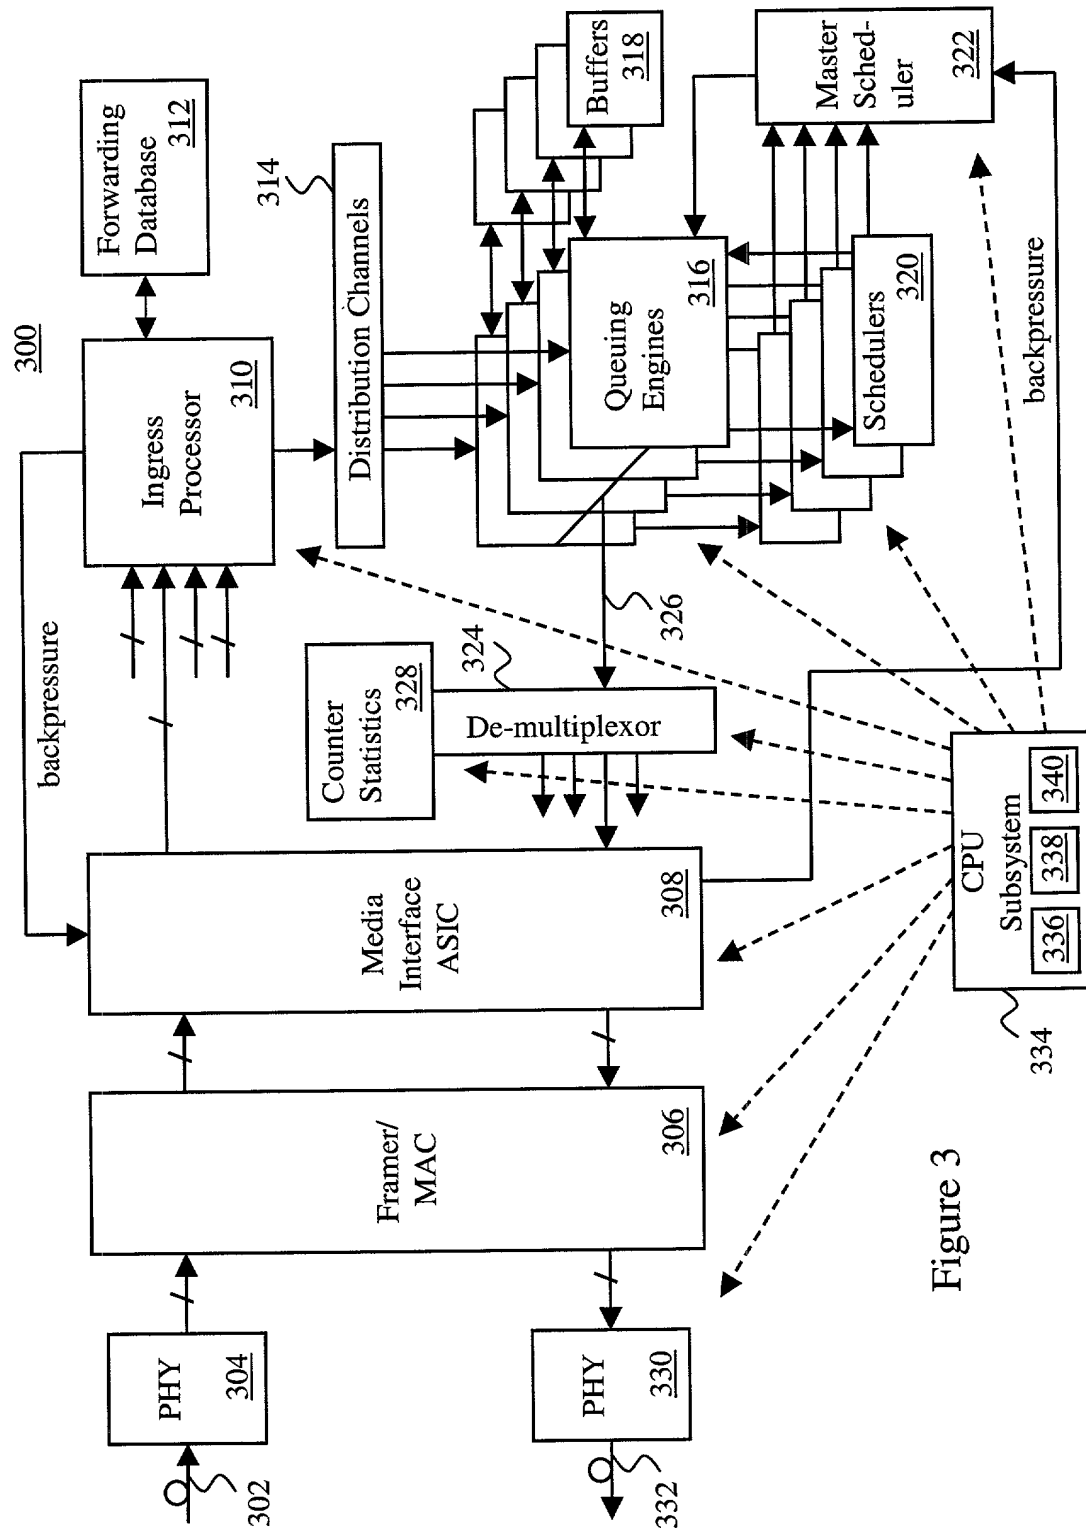 300
backpressure
Forwarding
Database
312
Ingress
Processor
310
314
Distribution Channels
Buffers
318
Queuing
Engines
316
Master
Sched-
uler
322
Schedulers
320
backpressure
326
324
De-multiplexor
Counter
Statistics
328
Media
Interface
ASIC
308
Framer/
MAC
306
PHY
304
302
PHY
330
332
CPU
Subsystem
336
338
340
334
Figure 3